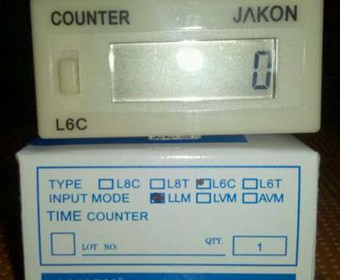 COUNTER JAKON
0
L6C
TYPE L8C L8T L6C L6T
INPUT MODE LLM LVM AVM
TIME COUNTER
LOT NO: QTY. 1